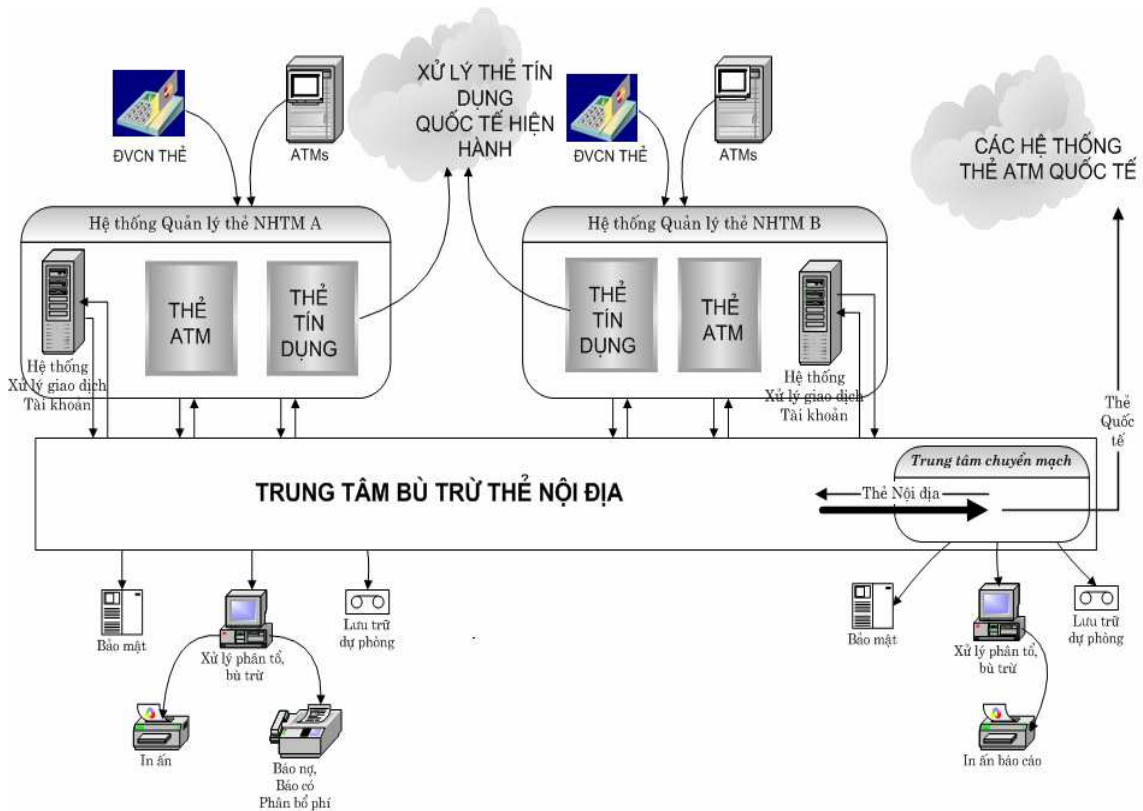 XỬ LÝ THẺ TÍN
DỤNG
QUỐC TẾ HIỆN
HÀNH
ĐVCN THẺ
ATMs
ĐVCN THẺ
ATMs
CÁC HỆ THỐNG
THẺ ATM QUỐC TẾ
Hệ thống Quản lý thẻ NHTM A
Hệ thống Quản lý thẻ NHTM B
THẺ
ATM
THẺ
TÍN
DỤNG
Hệ thống
Xử lý giao dịch
Tài khoản
THẺ
TÍN
DỤNG
THẺ
ATM
Hệ thống
Xử lý giao dịch
Tài khoản
Thẻ
Quốc
tế
TRUNG TÂM BÙ TRỪ THẺ NỘI ĐỊA
Trung tâm chuyển mạch
Thẻ Nội địa
Bảo mật
Xử lý phân tổ,
bù trừ
Lưu trữ
dự phòng
In ấn
Báo nợ,
Báo có
Phân bổ phí
Bảo mật
Xử lý phân tổ,
bù trừ
Lưu trữ
dự phòng
In ấn báo cáo